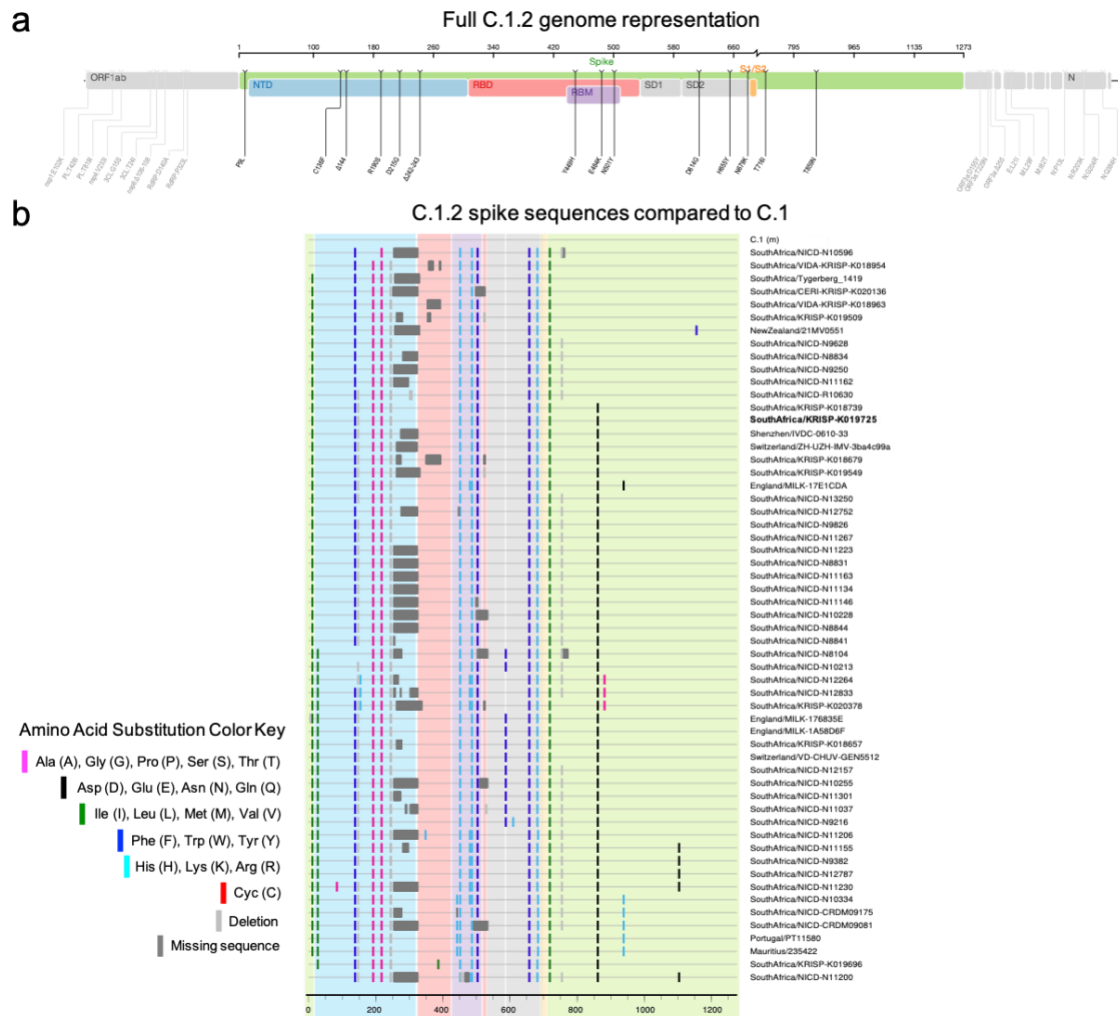 a
Full C.1.2 genome representation
1 100 180 260 340 420 500 580 660 795 965 1135 1273
Spike
S1/S2
ORF1ab
NTD
RBD
RBM
SD1
SD2
N
P9L
C136F
Δ144
R190S
D215G
Δ242-243
Y449H
E484K
N501Y
D614G
H655Y
N679K
T716I
T859N
b
C.1.2 spike sequences compared to C.1
C.1 (m)
SouthAfrica/NICD-N10596
SouthAfrica/VIDA-KRISP-K018954
SouthAfrica/Tygerberg_1419
SouthAfrica/CERI-KRISP-K020136
SouthAfrica/VIDA-KRISP-K018963
SouthAfrica/KRISP-K019509
NewZealand/21MV0551
SouthAfrica/NICD-N9628
SouthAfrica/NICD-N8834
SouthAfrica/NICD-N9250
SouthAfrica/NICD-N11162
SouthAfrica/NICD-R10630
SouthAfrica/KRISP-K018739
SouthAfrica/KRISP-K019725
Shenzhen/IVDC-0610-33
Switzerland/ZH-UZH-IMV-3ba4c99a
SouthAfrica/KRISP-K018679
SouthAfrica/KRISP-K019549
England/MILK-17E1CDA
SouthAfrica/NICD-N13250
SouthAfrica/NICD-N12752
SouthAfrica/NICD-N9826
SouthAfrica/NICD-N11267
SouthAfrica/NICD-N11223
SouthAfrica/NICD-N8831
SouthAfrica/NICD-N11163
SouthAfrica/NICD-N11134
SouthAfrica/NICD-N11146
SouthAfrica/NICD-N10228
SouthAfrica/NICD-N8844
SouthAfrica/NICD-N8841
SouthAfrica/NICD-N8104
SouthAfrica/NICD-N10213
SouthAfrica/NICD-N12264
SouthAfrica/NICD-N12833
SouthAfrica/KRISP-K020378
England/MILK-176835E
England/MILK-1A58D6F
SouthAfrica/KRISP-K018657
Switzerland/VD-CHUV-GEN5512
SouthAfrica/NICD-N12157
SouthAfrica/NICD-N10255
SouthAfrica/NICD-N11301
SouthAfrica/NICD-N11037
SouthAfrica/NICD-N9216
SouthAfrica/NICD-N11206
SouthAfrica/NICD-N11155
SouthAfrica/NICD-N9382
SouthAfrica/NICD-N12787
SouthAfrica/NICD-N11230
SouthAfrica/NICD-N10334
SouthAfrica/NICD-CRDM09175
SouthAfrica/NICD-CRDM09081
Portugal/PT11580
Mauritius/235422
SouthAfrica/KRISP-K019696
SouthAfrica/NICD-N11200
Amino Acid Substitution Color Key
Ala (A), Gly (G), Pro (P), Ser (S), Thr (T)
Asp (D), Glu (E), Asn (N), Gln (Q)
Ile (I), Leu (L), Met (M), Val (V)
Phe (F), Trp (W), Tyr (Y)
His (H), Lys (K), Arg (R)
Cyc (C)
Deletion
Missing sequence
0 200 400 600 800 1000 1200